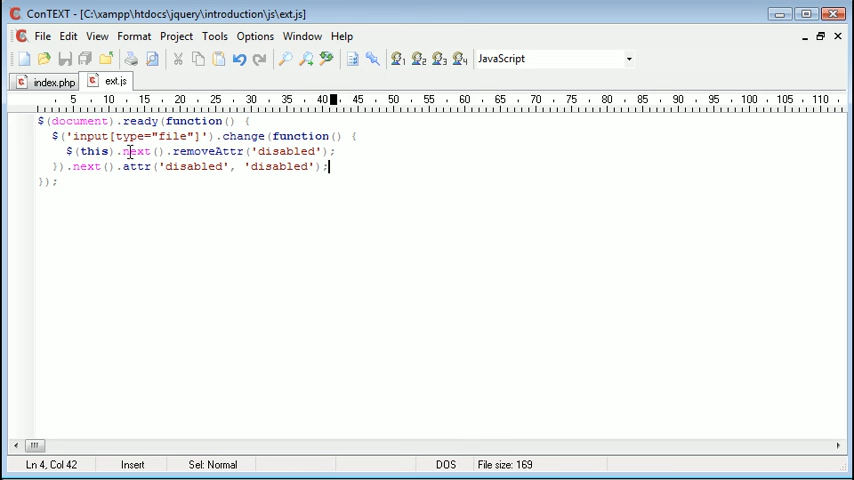 ConTEXT - [C:\xampp\htdocs\jquery\introduction\js\ext.js]
File Edit View Format Project Tools Options Window Help
JavaScript
index.php ext.js
5 10 15 20 25 30 35 40 45 50 55 60 65 70 75 80 85 90 95 100 105 110
$(document).ready(function() {
$('input[type="file"]').change(function() {
$(this).next().removeAttr('disabled');
}).next().attr('disabled', 'disabled');
});
Ln 4, Col 42 Insert Sel: Normal DOS File size: 169